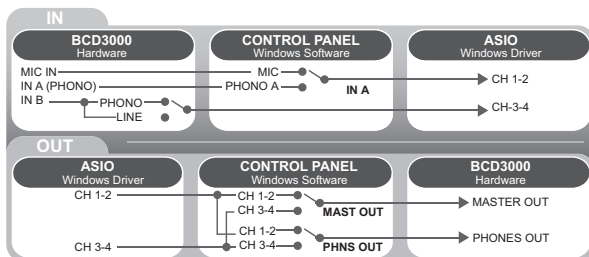 IN
BCD3000
Hardware
CONTROL PANEL
Windows Software
ASIO
Windows Driver
MIC IN
MIC
IN A (PHONO)
PHONO A
IN A
CH 1-2
IN B
PHONO
LINE
CH-3-4
OUT
ASIO
Windows Driver
CONTROL PANEL
Windows Software
BCD3000
Hardware
CH 1-2
CH 1-2
CH 3-4
MAST OUT
MASTER OUT
CH 1-2
CH 3-4
CH 3-4
PHNS OUT
PHONES OUT